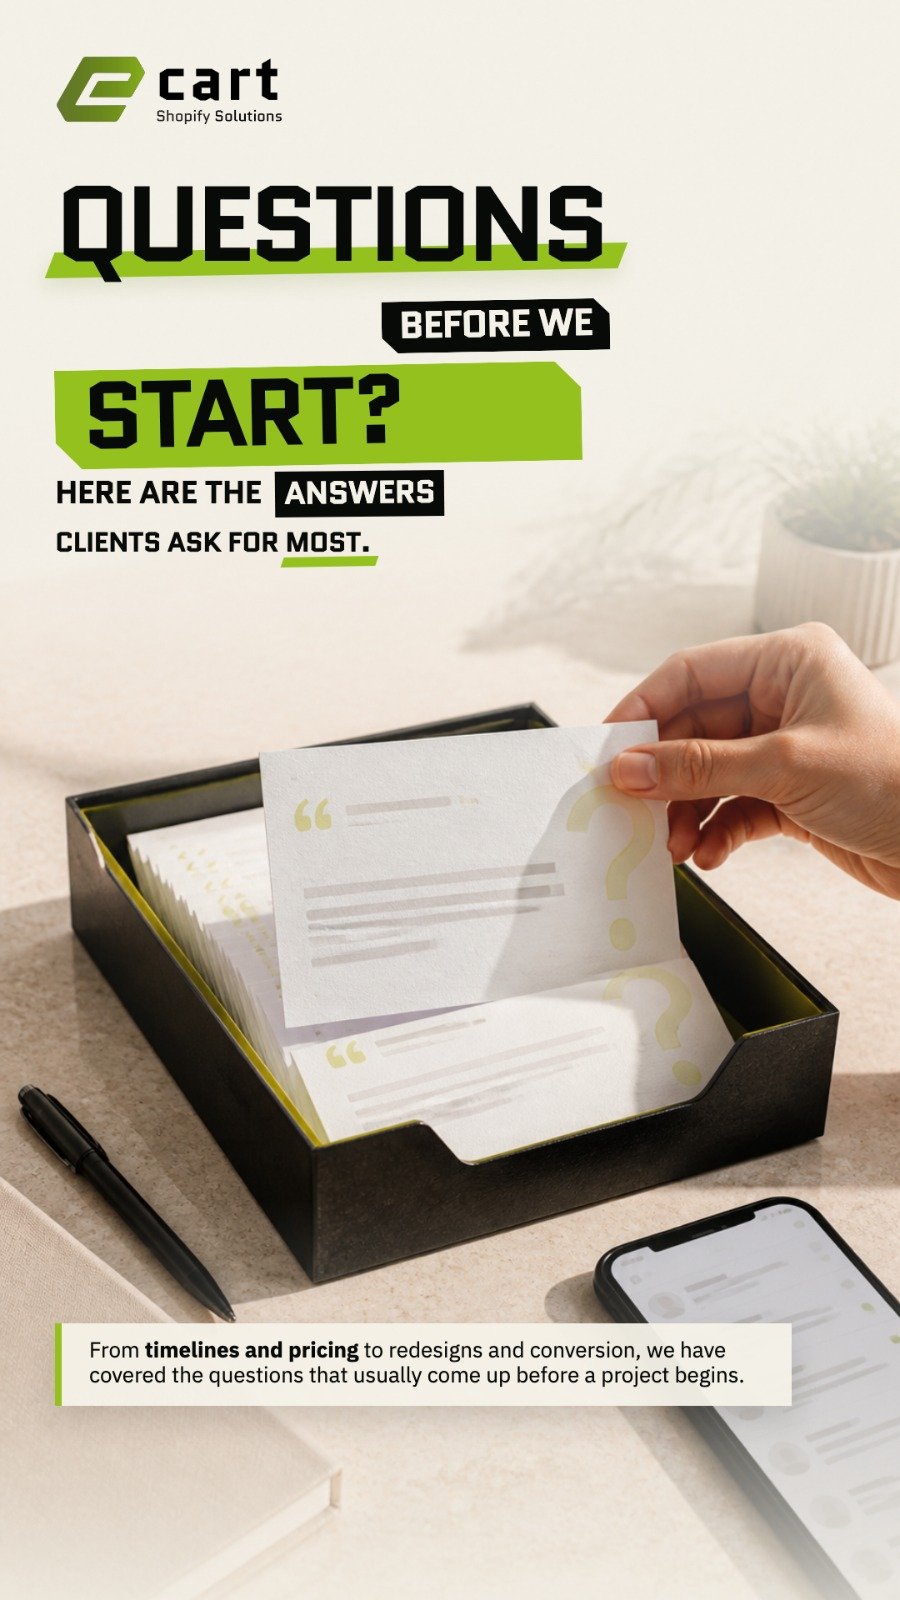 cart
Shopify Solutions
QUESTIONS
BEFORE WE
START?
HERE ARE THE ANSWERS
CLIENTS ASK FOR MOST.
“
?
“
?
From timelines and pricing to redesigns and conversion, we have
covered the questions that usually come up before a project begins.